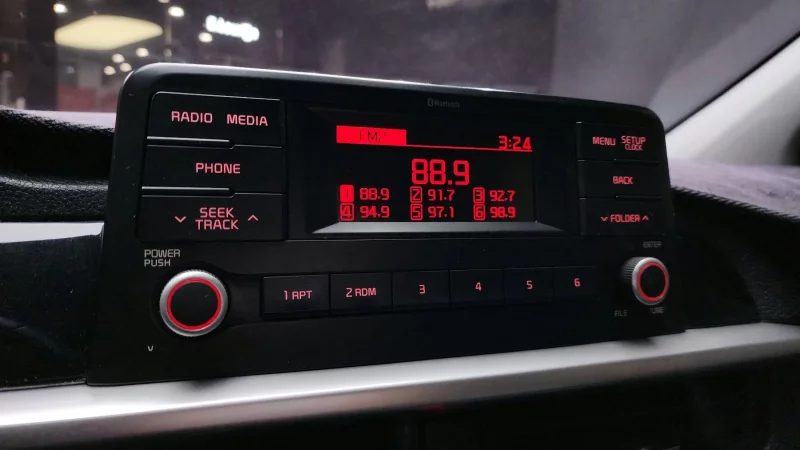 Bluetooth
RADIO MEDIA
PHONE
SEEK
TRACK
POWER
PUSH
FM
3:24
88.9
1 88.9 2 91.7 3 92.7
4 94.9 5 97.1 6 98.9
MENU SETUP
CLOCK
BACK
FOLDER
ENTER
FILE TUNE
1 RPT 2 RDM 3 4 5 6